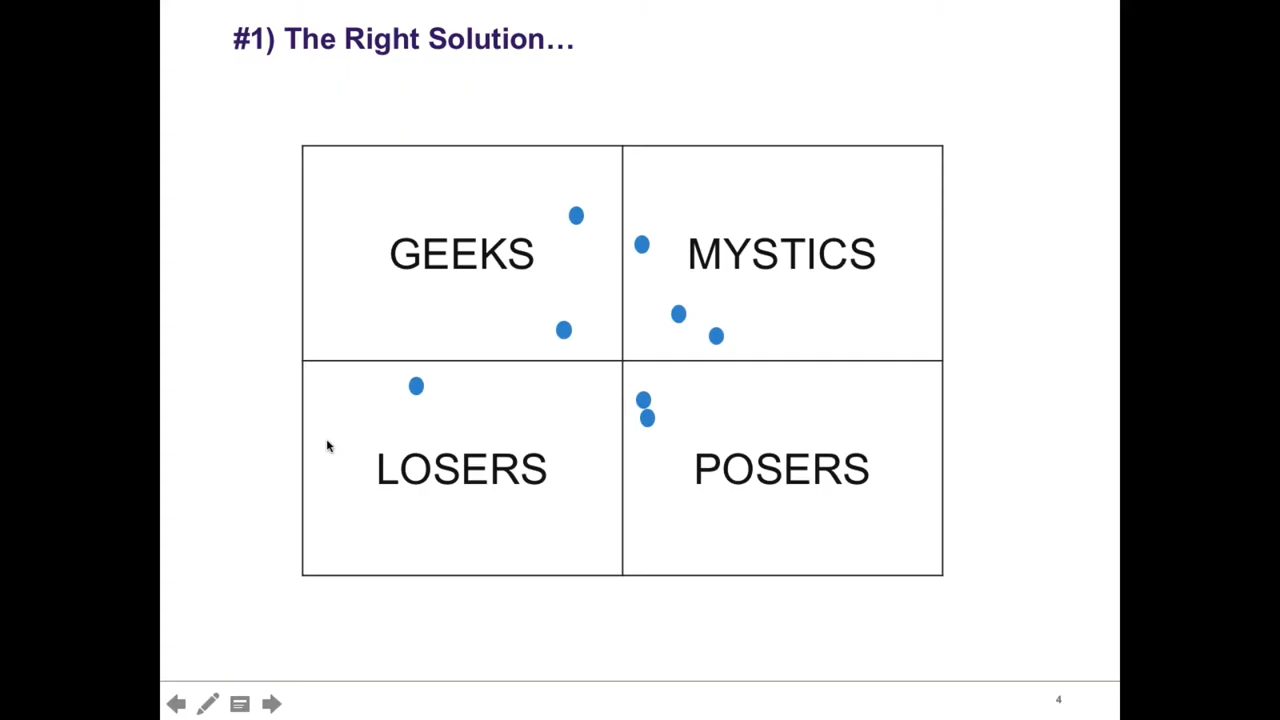 #1) The Right Solution…
GEEKS
MYSTICS
LOSERS
POSERS
4